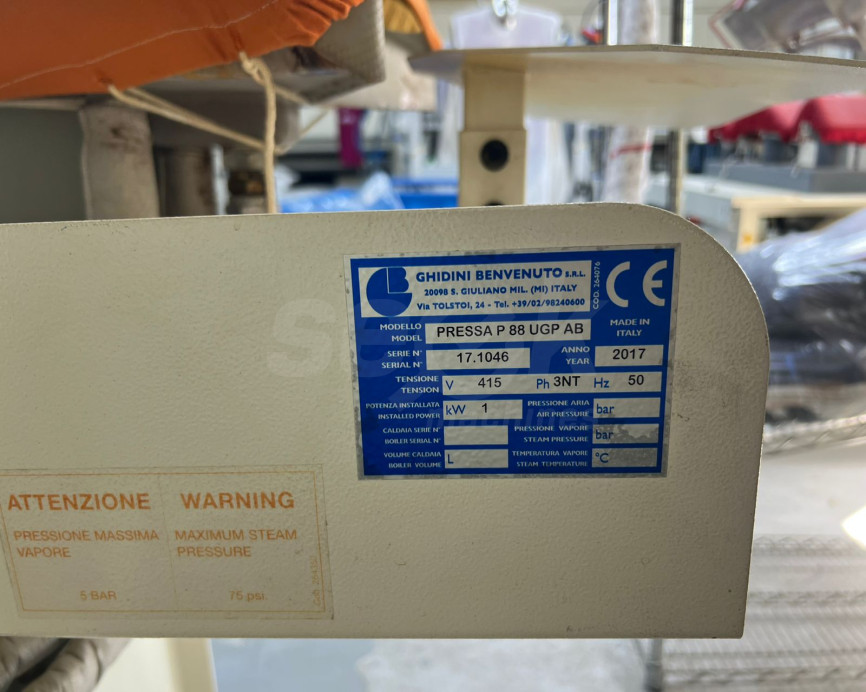 GHIDINI BENVENUTO S.R.L.
20098 S. GIULIANO MIL. (MI) ITALY
Via TOLSTOI, 24 - Tel. +39/02/98240600
COD. 264076
CE
MODELLO
MODEL
PRESSA P 88 UGP AB
MADE IN
ITALY
SERIE N°
SERIAL N°
17.1046
ANNO
YEAR
2017
TENSIONE
TENSION
V 415 Ph 3NT Hz 50
POTENZA INSTALLATA
INSTALLED POWER
kW 1
PRESSIONE ARIA
AIR PRESSURE
bar
CALDAIA SERIE N°
BOILER SERIAL N°
PRESSIONE VAPORE
STEAM PRESSURE
bar
VOLUME CALDAIA
BOILER VOLUME
L
TEMPERATURA VAPORE
STEAM TEMPERATURE
°C
ATTENZIONE
PRESSIONE MASSIMA
VAPORE
5 BAR
WARNING
MAXIMUM STEAM
PRESSURE
75 psi.